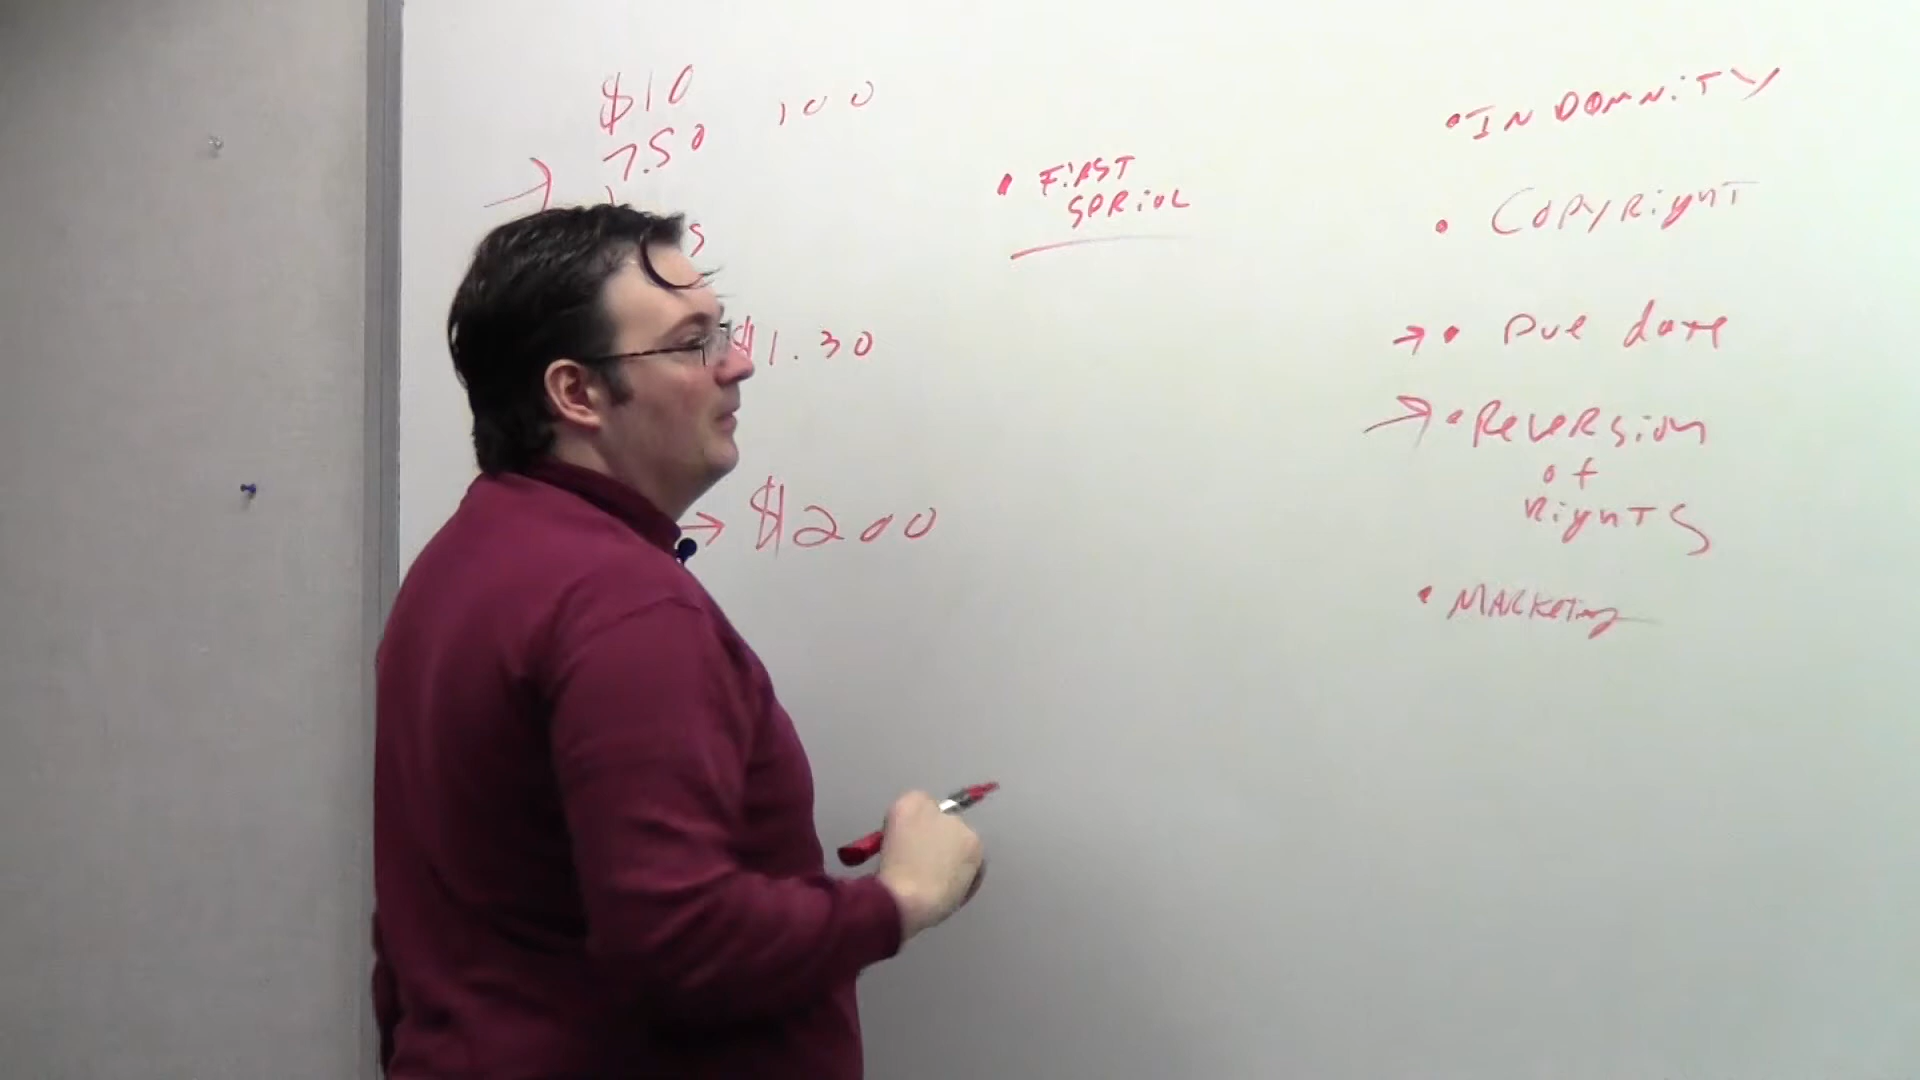 $10
100
7.50
s
$1.30
→ $200
• FIRST
SERIAL
• INDOMNITY
• COPYRIGHT
→ • DUE date
→ • Reversion
of
RIGHTS
• MARKETING